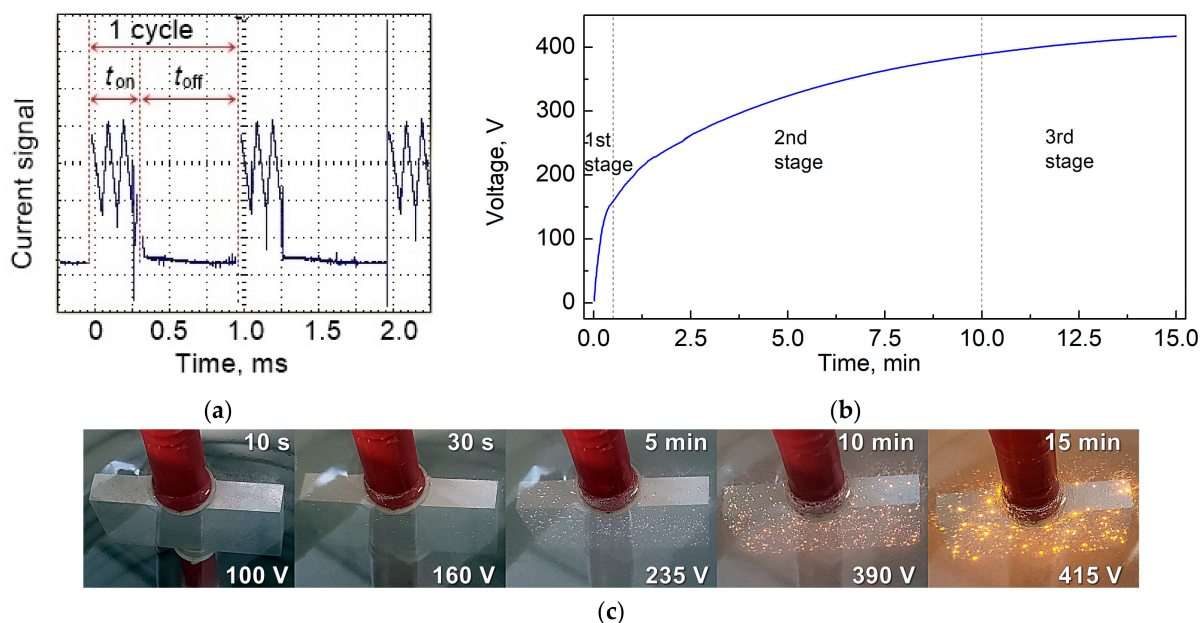 1 cycle
t on
t off
Current signal
0 0.5 1.0 1.5 2.0
Time, ms
(a)
400
300
200
100
0
Voltage, V
1st
stage
2nd
stage
3rd
stage
0.0 2.5 5.0 7.5 10.0 12.5 15.0
Time, min
(b)
10 s
100 V
30 s
160 V
5 min
235 V
10 min
390 V
15 min
415 V
(c)